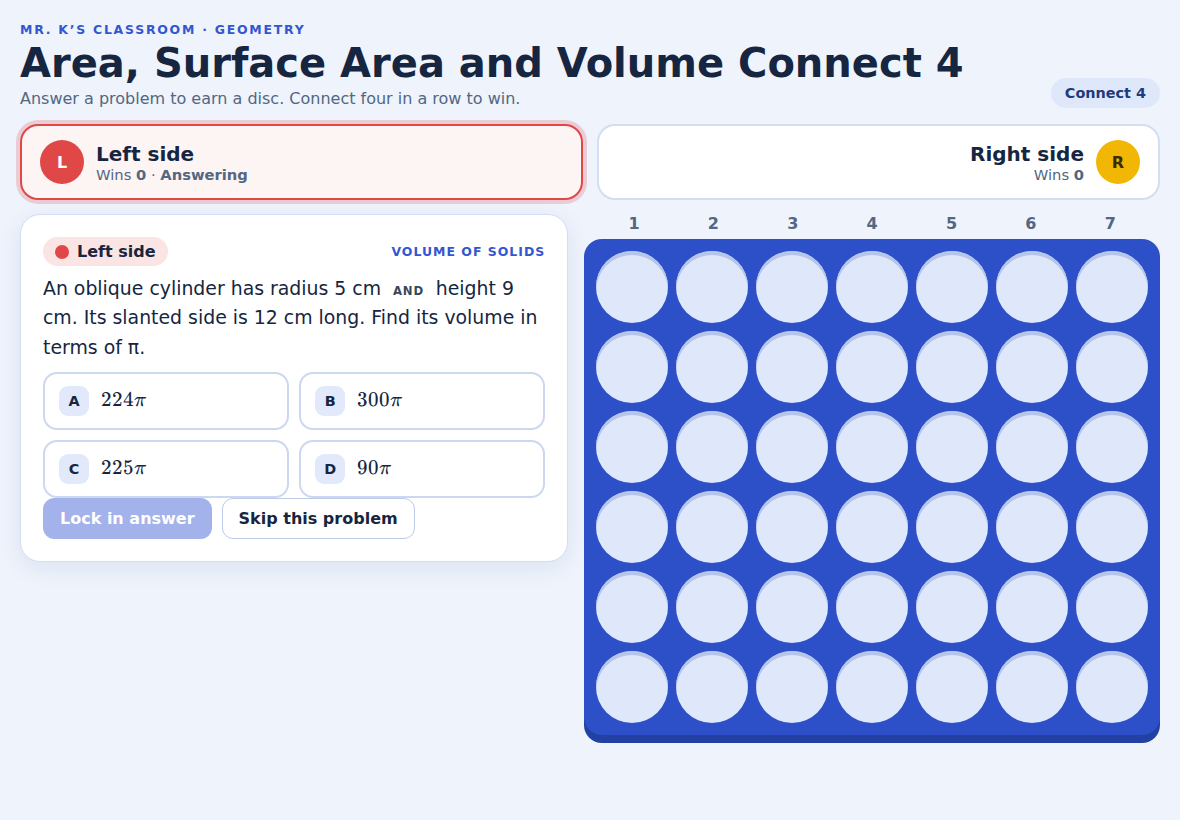 MR. K’S CLASSROOM · GEOMETRY
Area, Surface Area and Volume Connect 4
Answer a problem to earn a disc. Connect four in a row to win.
Connect 4
L
Left side
Wins 0 · Answering
Right side
Wins 0
R
Left side
VOLUME OF SOLIDS
An oblique cylinder has radius 5 cm AND height 9
cm. Its slanted side is 12 cm long. Find its volume in
terms of π.
A 224π
B 300π
C 225π
D 90π
Lock in answer
Skip this problem
1 2 3 4 5 6 7